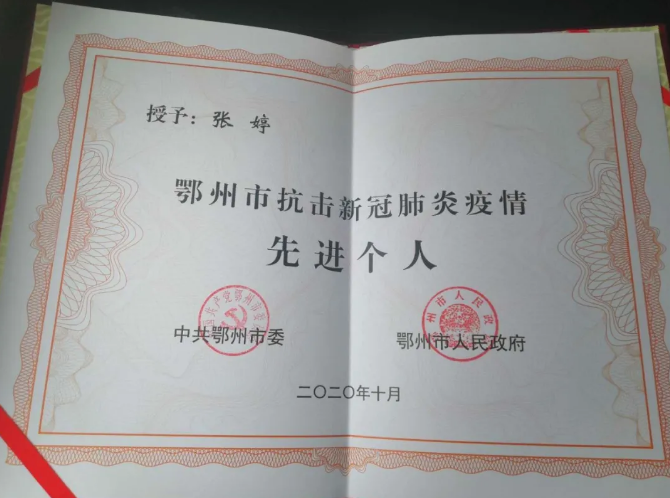 授予：张 婷
鄂州市抗击新冠肺炎疫情
先进个人
中共鄂州市委
鄂州市人民政府
二〇二〇年十月